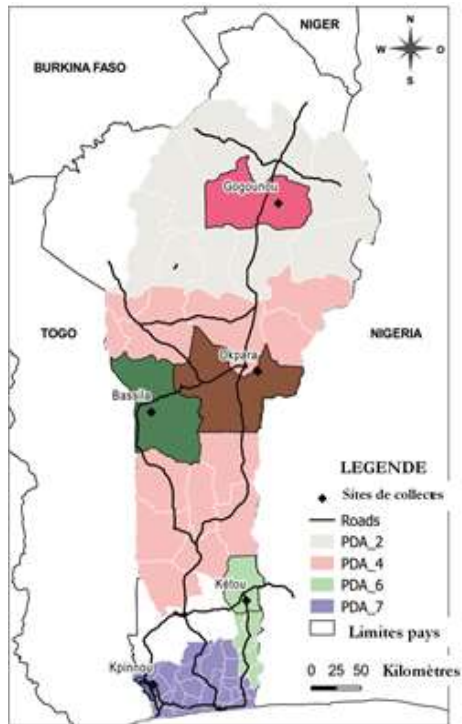 NIGER
N
W O
S
BURKINA FASO
Gogounou
TOGO
NIGERIA
Okpara
Bassila
LEGENDE
Sites de collectes
Roads
PDA_2
PDA_4
PDA_6
PDA_7
Limites pays
0 25 50 Kilomètres
Kétou
Kpinnou